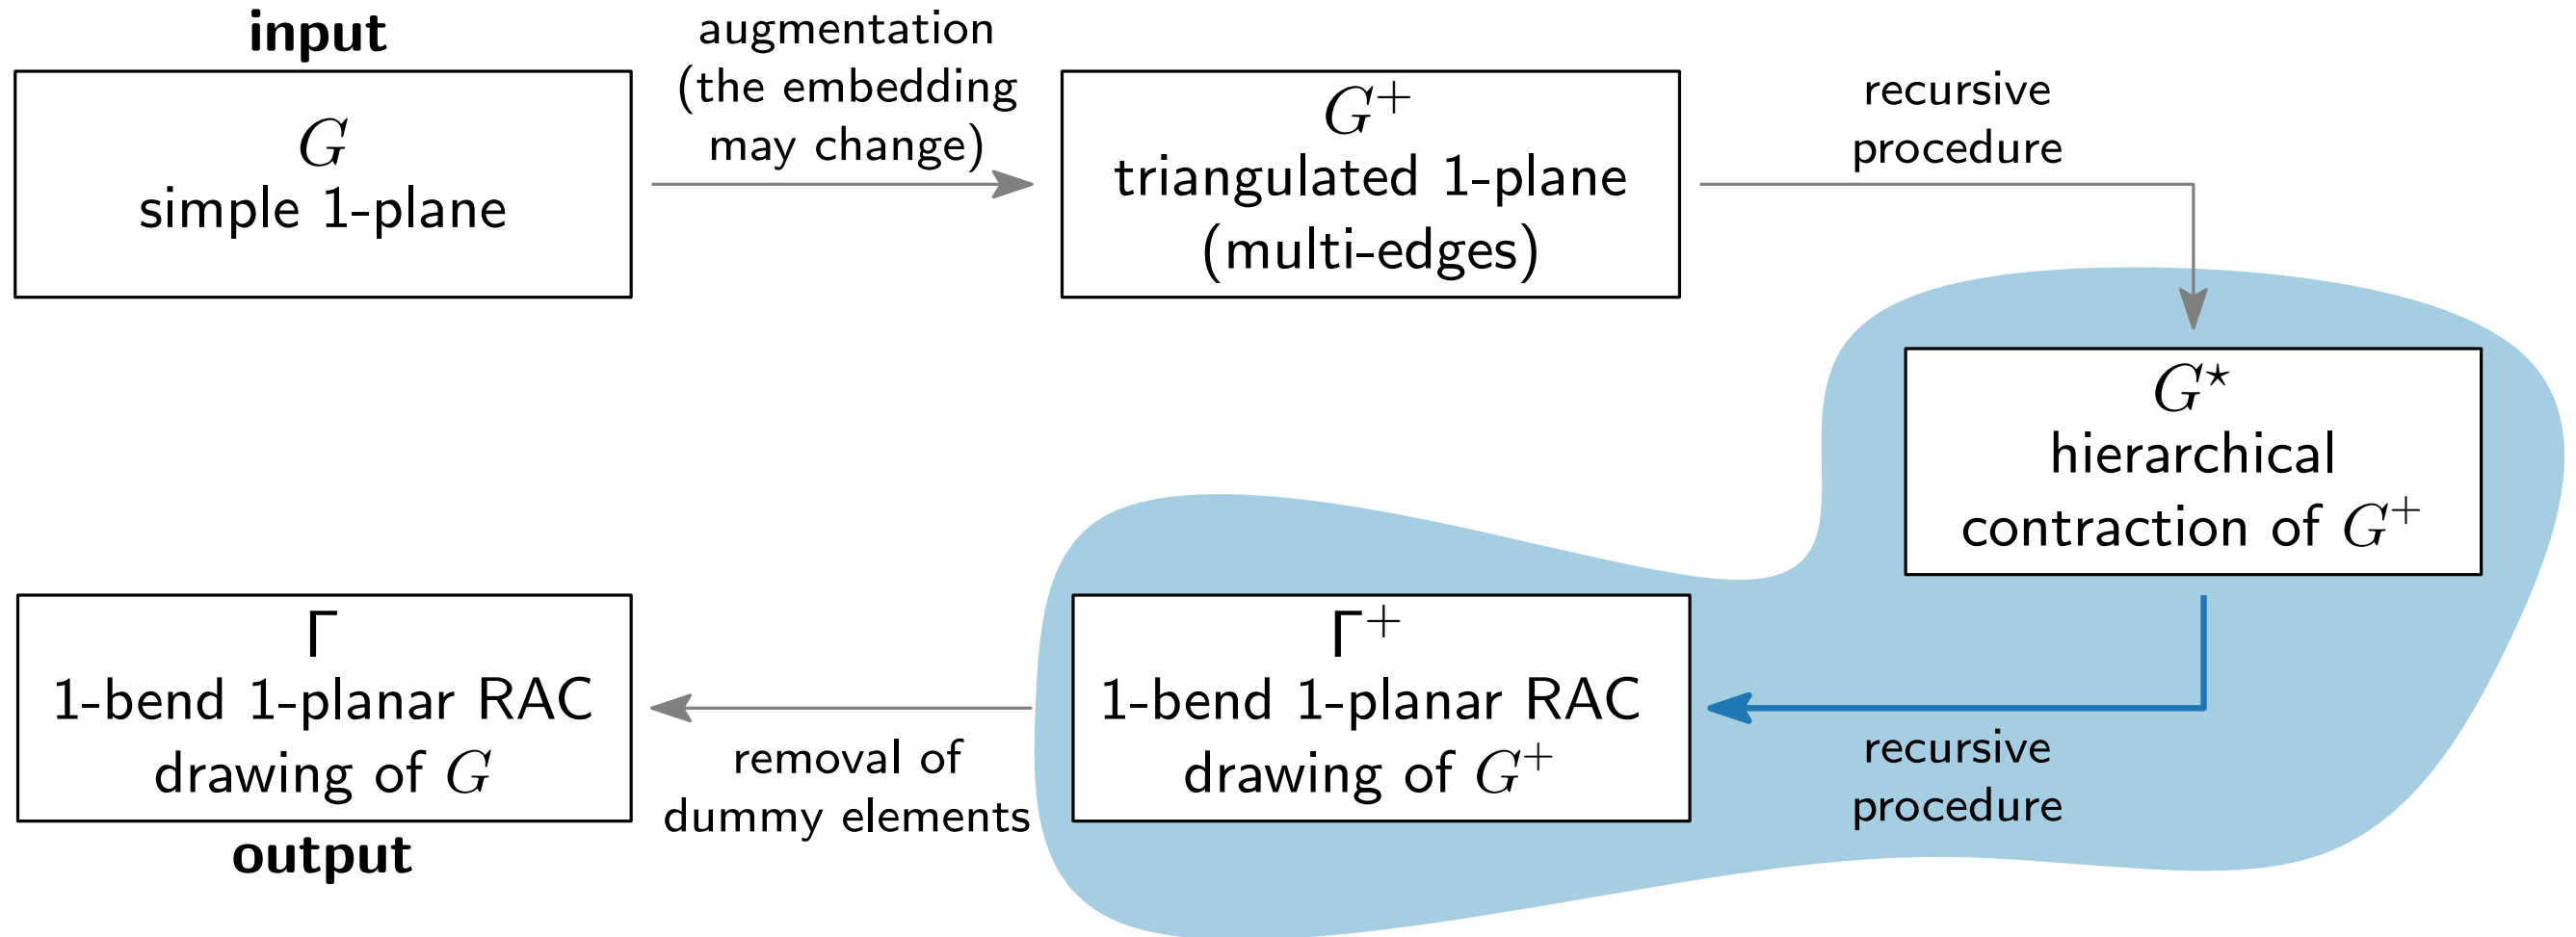 input
G
simple 1-plane
augmentation
(the embedding
may change)
G⁺
triangulated 1-plane
(multi-edges)
recursive
procedure
G⋆
hierarchical
contraction of G⁺
recursive
procedure
Γ⁺
1-bend 1-planar RAC
drawing of G⁺
removal of
dummy elements
Γ
1-bend 1-planar RAC
drawing of G
output